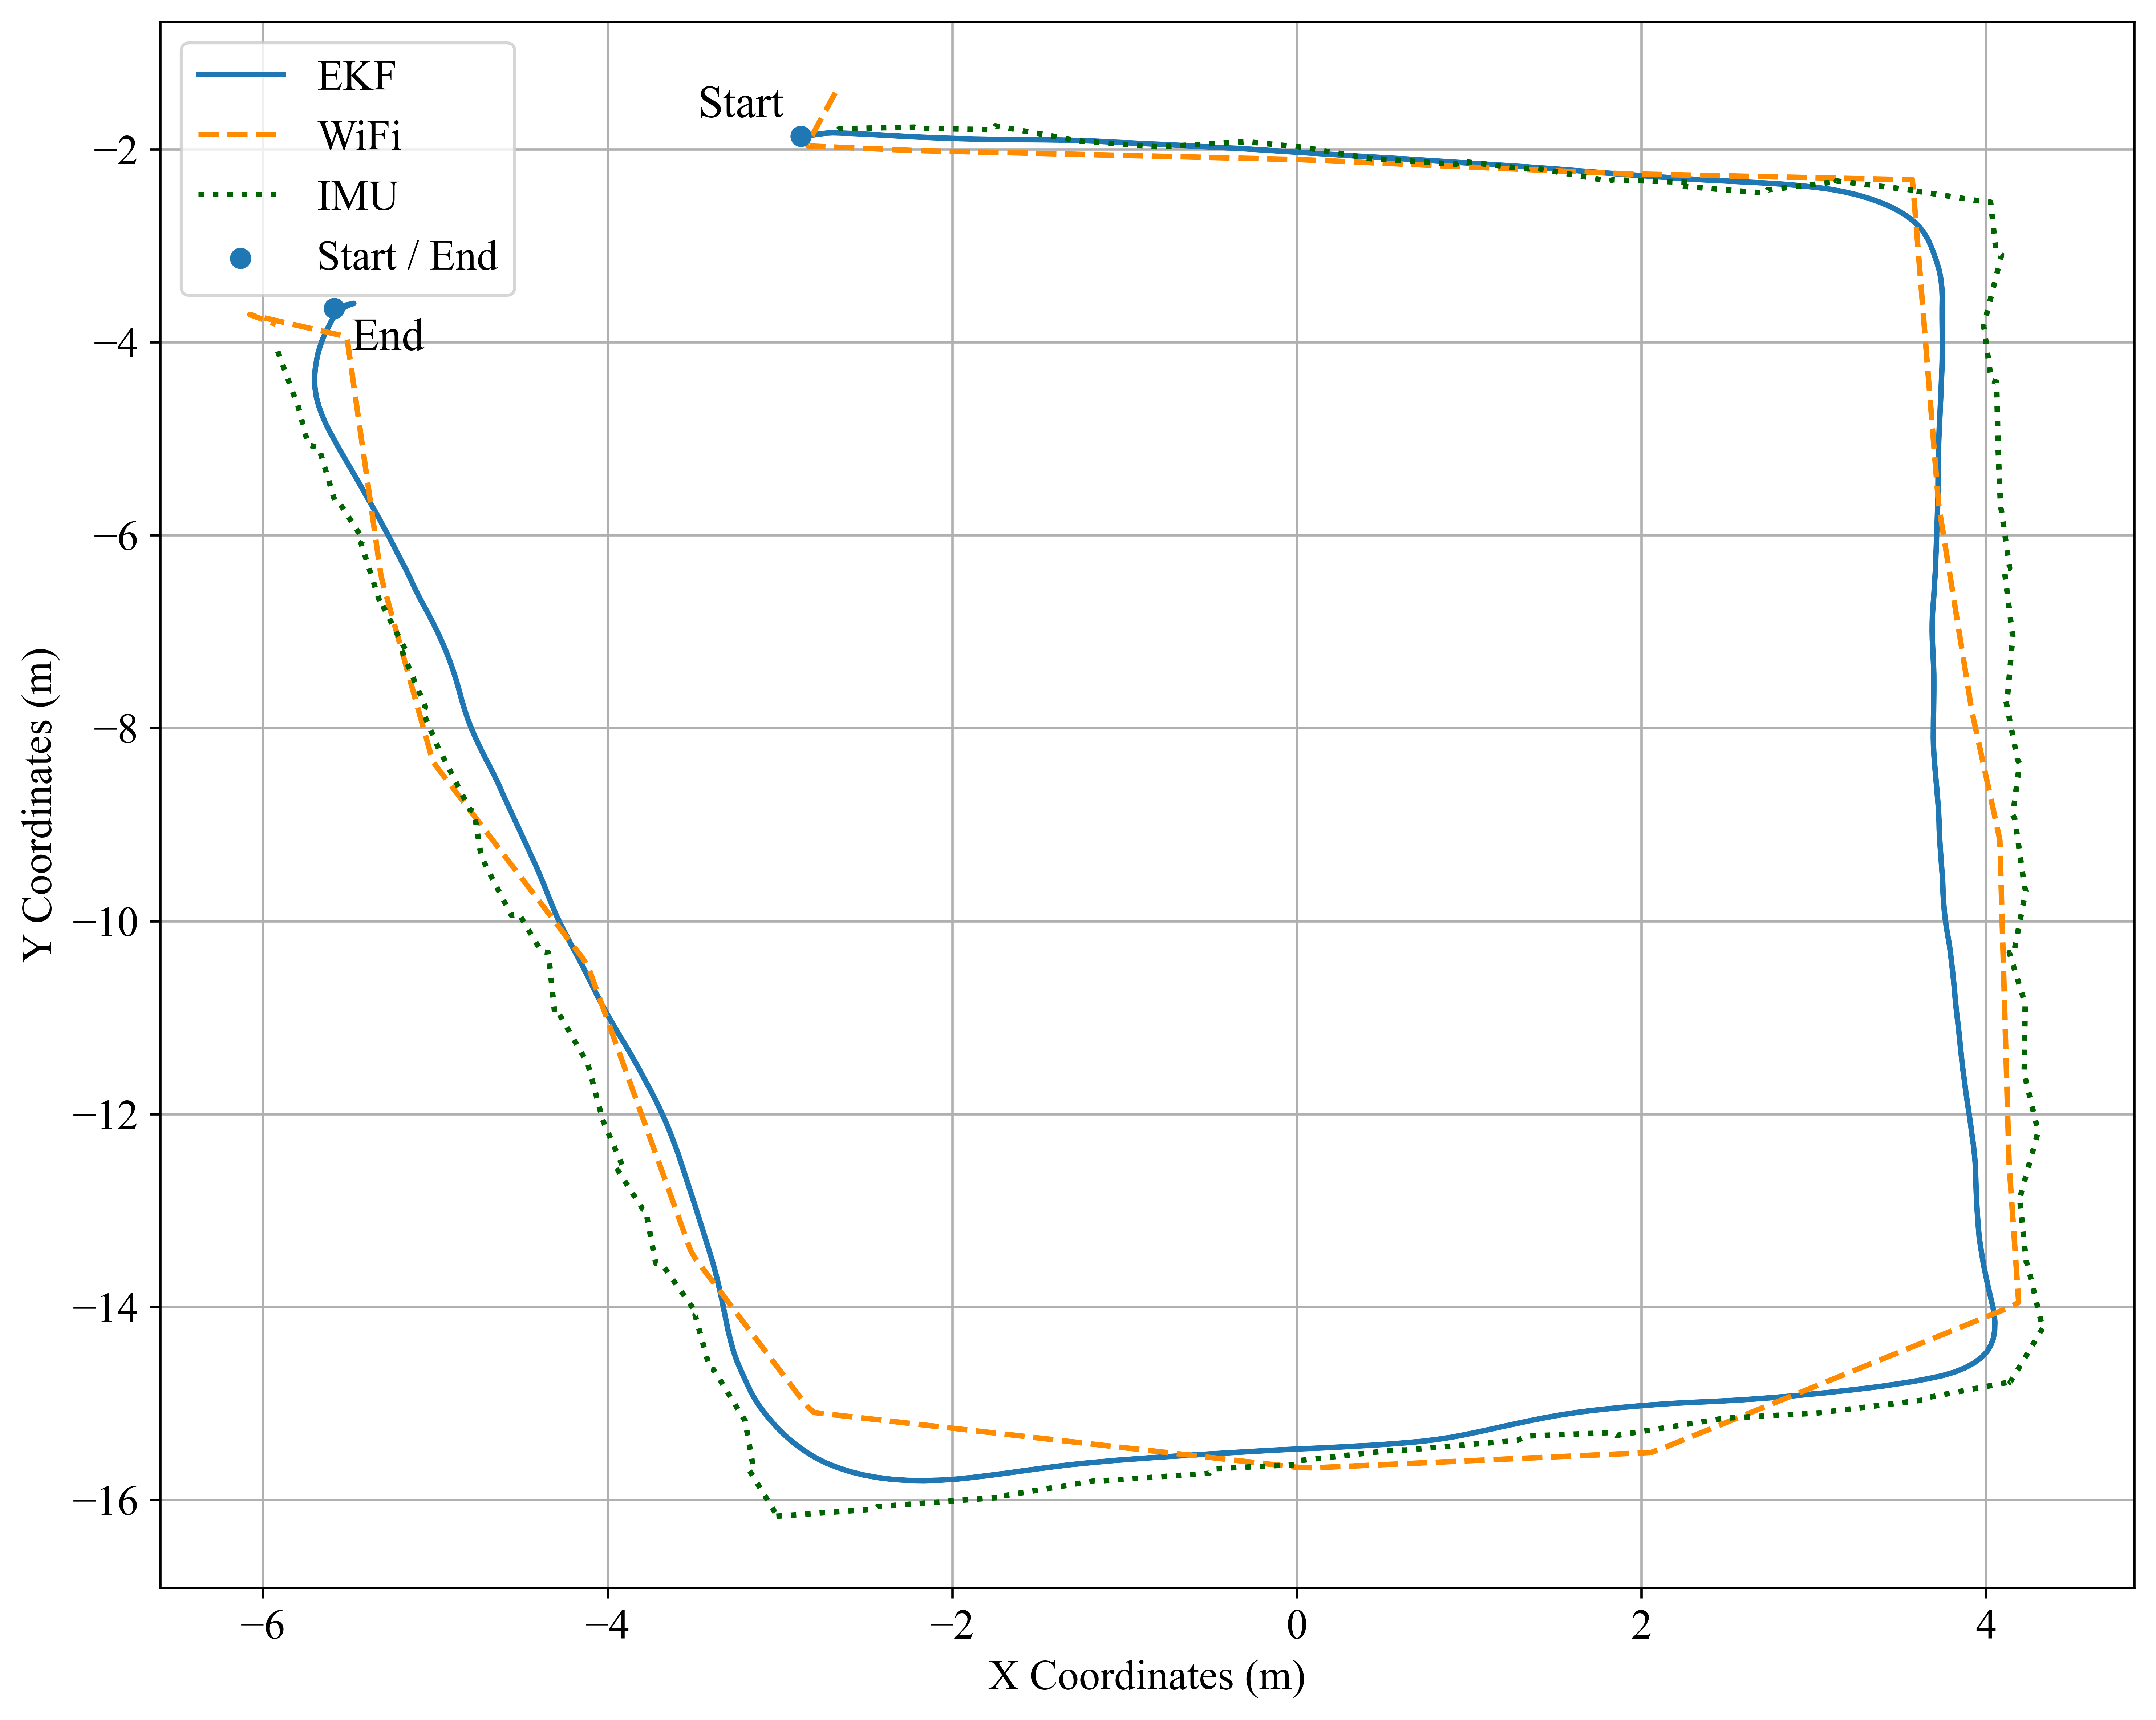 EKF
WiFi
IMU
Start / End
Start
End
Y Coordinates (m)
−2
−4
−6
−8
−10
−12
−14
−16
−6
−4
−2
0
2
4
X Coordinates (m)